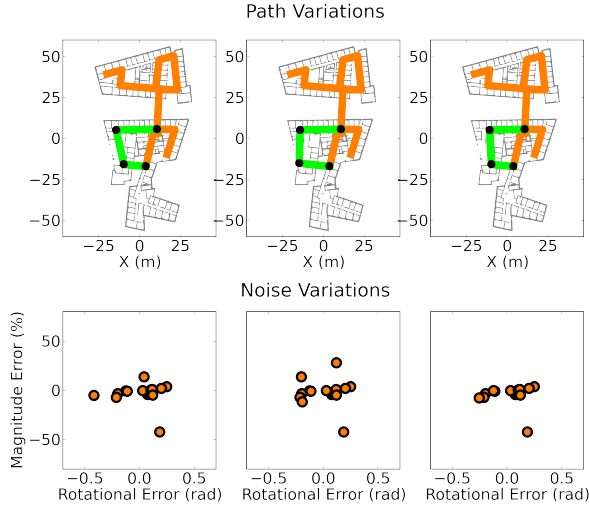 Path Variations
50
25
0
−25
−50
50
25
0
−25
−50
50
25
0
−25
−50
−25 0 25
−25 0 25
−25 0 25
X (m) X (m) X (m)
Noise Variations
Magnitude Error (%)
50
0
−50
−0.5 0.0 0.5
−0.5 0.0 0.5
−0.5 0.0 0.5
Rotational Error (rad) Rotational Error (rad) Rotational Error (rad)